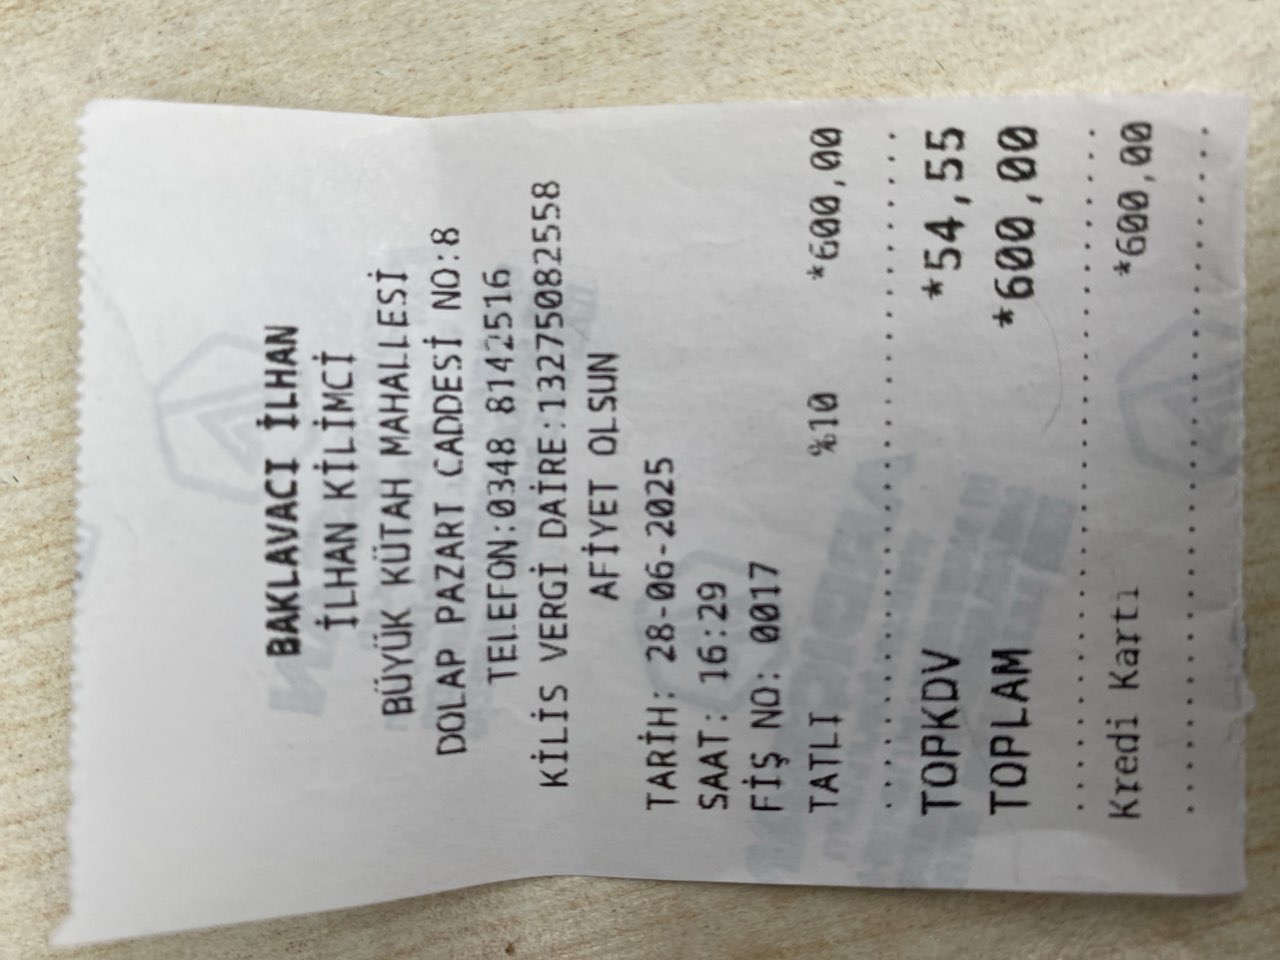 BAKLAVACI İLHAN
İLHAN KİLİMCİ
BÜYÜK KÜTAH MAHALLESİ
DOLAP PAZART CADDESİ NO:8
TELEFON:0348 8142516
KİLİS VERGİ DAİRE:13275082558
AFİYET OLSUN
TARİH: 28-06-2025
SAAT: 16:29
FİŞ NO: 0017
TATLI %10 *600,00
TOPKDV *54,55
TOPLAM *600,00
Kredi Kartı *600,00